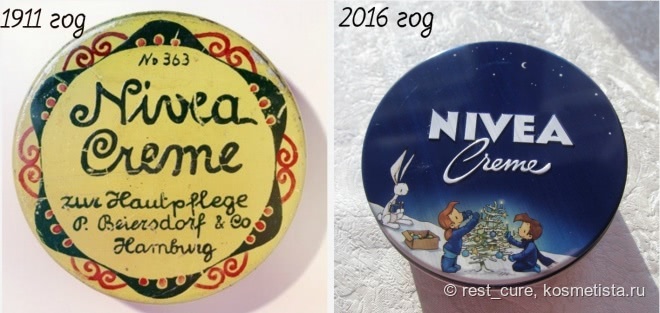 1911 год
№ 363
Nivea
Creme
zur Hautpflege
P. Beiersdorf & Co
Hamburg
2016 год
NIVEA
Creme
© rest_cure, kosmetista.ru